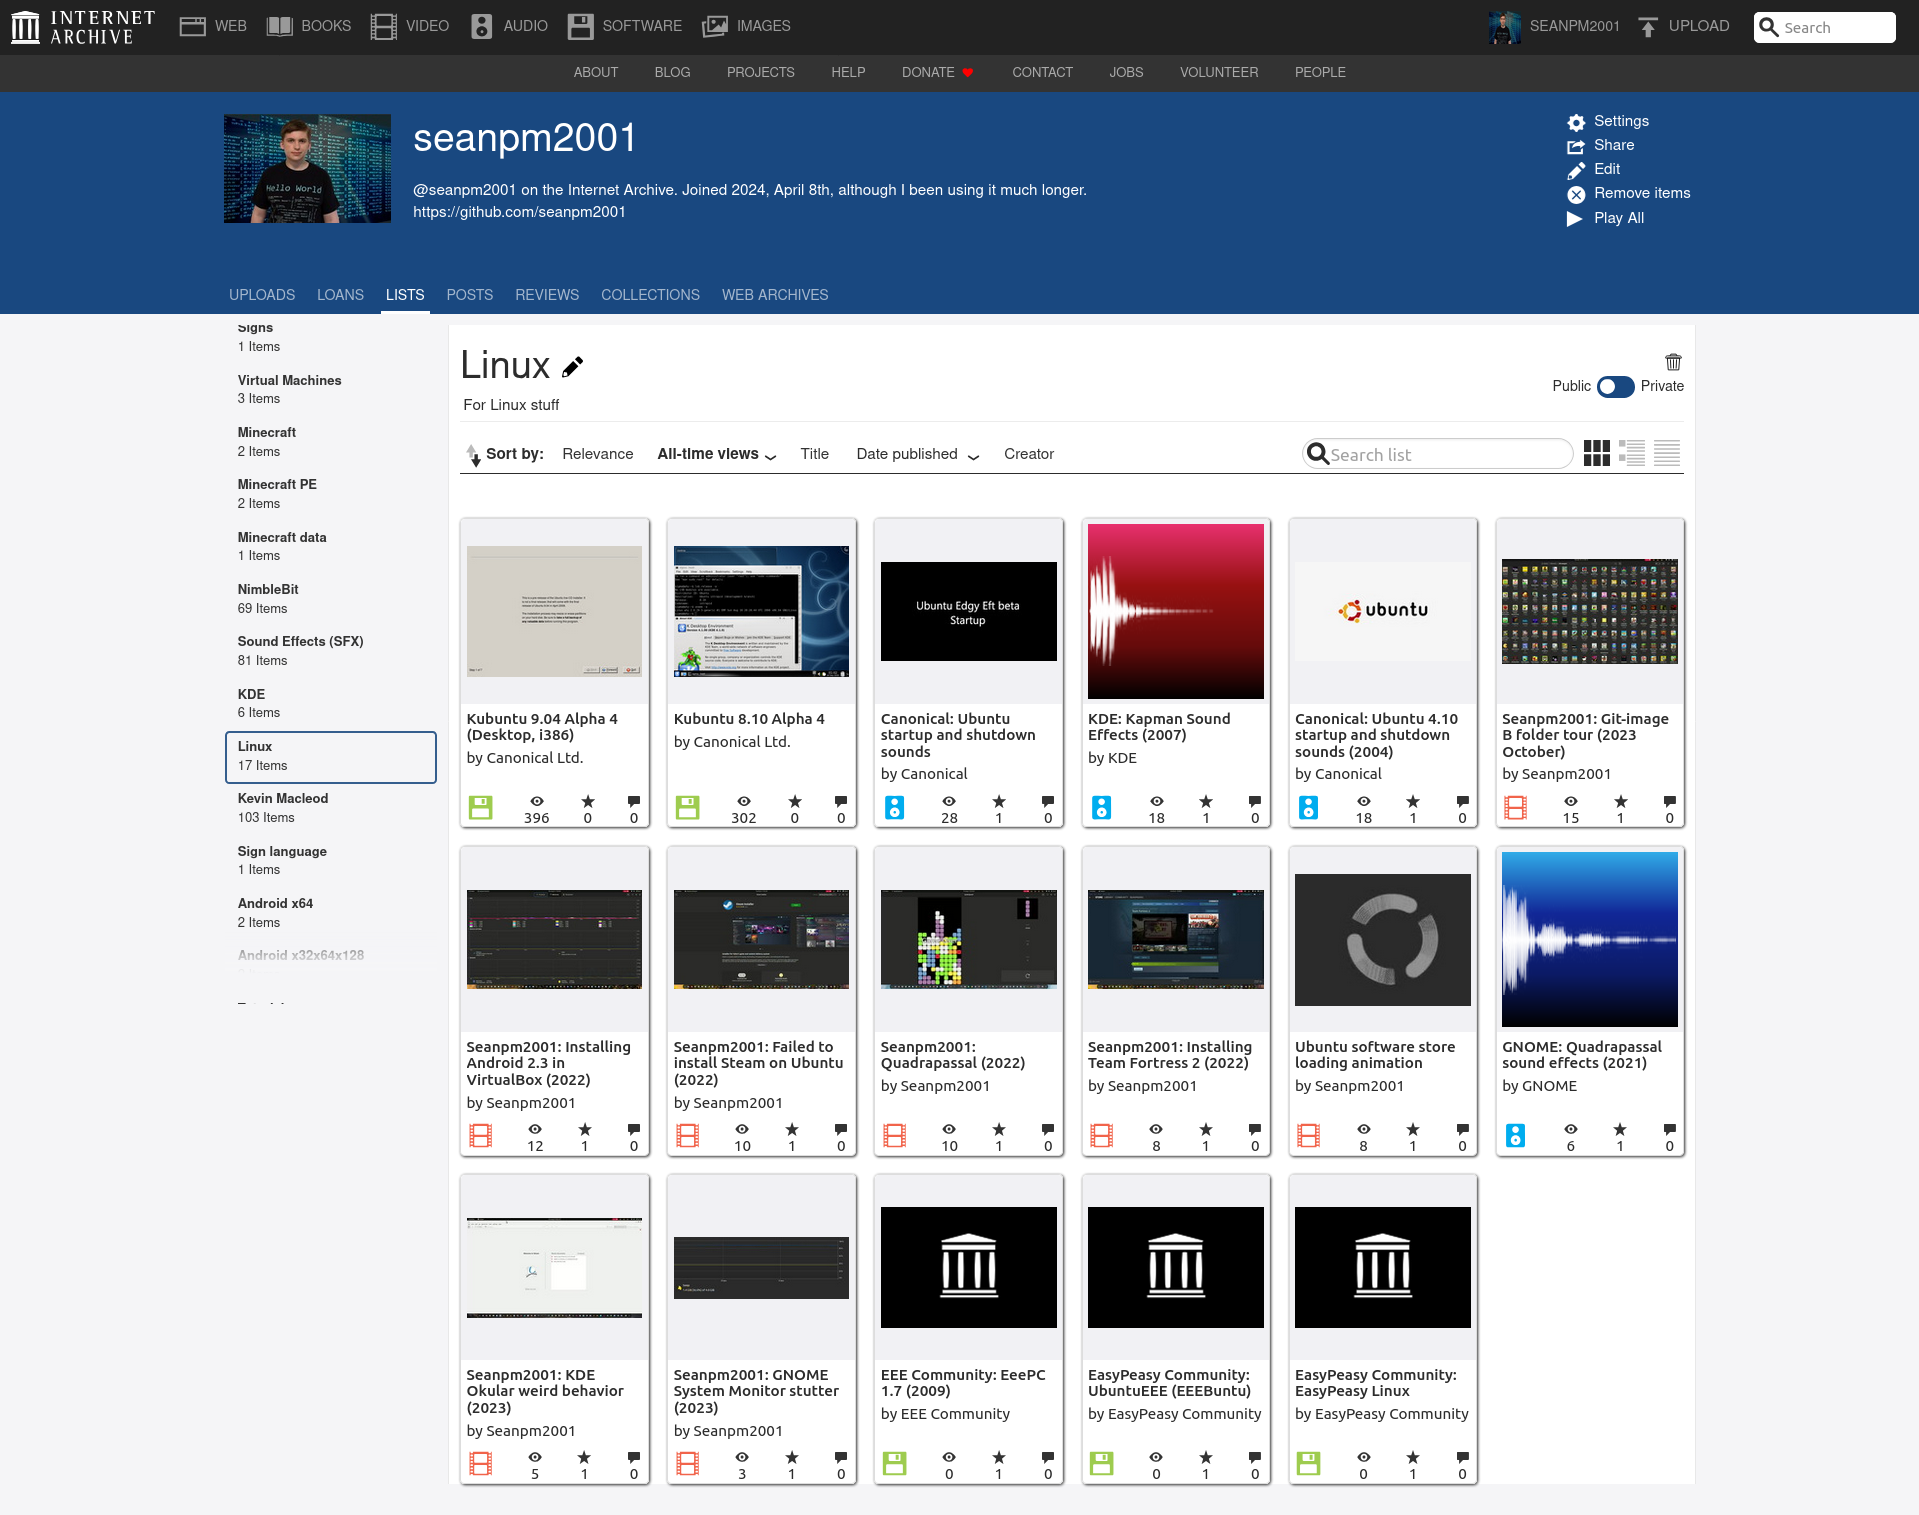 INTERNET
ARCHIVE
WEB
BOOKS
VIDEO
AUDIO
SOFTWARE
IMAGES
SEANPM2001
UPLOAD
Search
ABOUT
BLOG
PROJECTS
HELP
DONATE
CONTACT
JOBS
VOLUNTEER
PEOPLE
Hello World
seanpm2001
@seanpm2001 on the Internet Archive. Joined 2024, April 8th, although I been using it much longer.
https://github.com/seanpm2001
Settings
Share
Edit
Remove items
Play All
UPLOADS
LOANS
LISTS
POSTS
REVIEWS
COLLECTIONS
WEB ARCHIVES
Signs
1 Items
Virtual Machines
3 Items
Minecraft
2 Items
Minecraft PE
2 Items
Minecraft data
1 Items
NimbleBit
69 Items
Sound Effects (SFX)
81 Items
KDE
6 Items
Linux
17 Items
Kevin Macleod
103 Items
Sign language
1 Items
Android x64
2 Items
Android x32x64x128
Linux
For Linux stuff
Public
Private
Sort by:
Relevance
All-time views
Title
Date published
Creator
Search list
Kubuntu 9.04 Alpha 4
(Desktop, i386)
by Canonical Ltd.
396
0
0
K Desktop Environment
Kubuntu 8.10 Alpha 4
by Canonical Ltd.
302
0
0
Ubuntu Edgy Eft beta
Startup
Canonical: Ubuntu
startup and shutdown
sounds
by Canonical
28
1
0
KDE: Kapman Sound
Effects (2007)
by KDE
18
1
0
ubuntu
Canonical: Ubuntu 4.10
startup and shutdown
sounds (2004)
by Canonical
18
1
0
Seanpm2001: Git-image
B folder tour (2023
October)
by Seanpm2001
15
1
0
Seanpm2001: Installing
Android 2.3 in
VirtualBox (2022)
by Seanpm2001
12
1
0
Seanpm2001: Failed to
install Steam on Ubuntu
(2022)
by Seanpm2001
10
1
0
Seanpm2001:
Quadrapassal (2022)
by Seanpm2001
10
1
0
Seanpm2001: Installing
Team Fortress 2 (2022)
by Seanpm2001
8
1
0
Ubuntu software store
loading animation
by Seanpm2001
8
1
0
GNOME: Quadrapassal
sound effects (2021)
by GNOME
6
1
0
Seanpm2001: KDE
Okular weird behavior
(2023)
by Seanpm2001
5
1
0
Seanpm2001: GNOME
System Monitor stutter
(2023)
by Seanpm2001
3
1
0
EEE Community: EeePC
1.7 (2009)
by EEE Community
0
1
0
EasyPeasy Community:
UbuntuEEE (EEEBuntu)
by EasyPeasy Community
0
1
0
EasyPeasy Community:
EasyPeasy Linux
by EasyPeasy Community
0
1
0